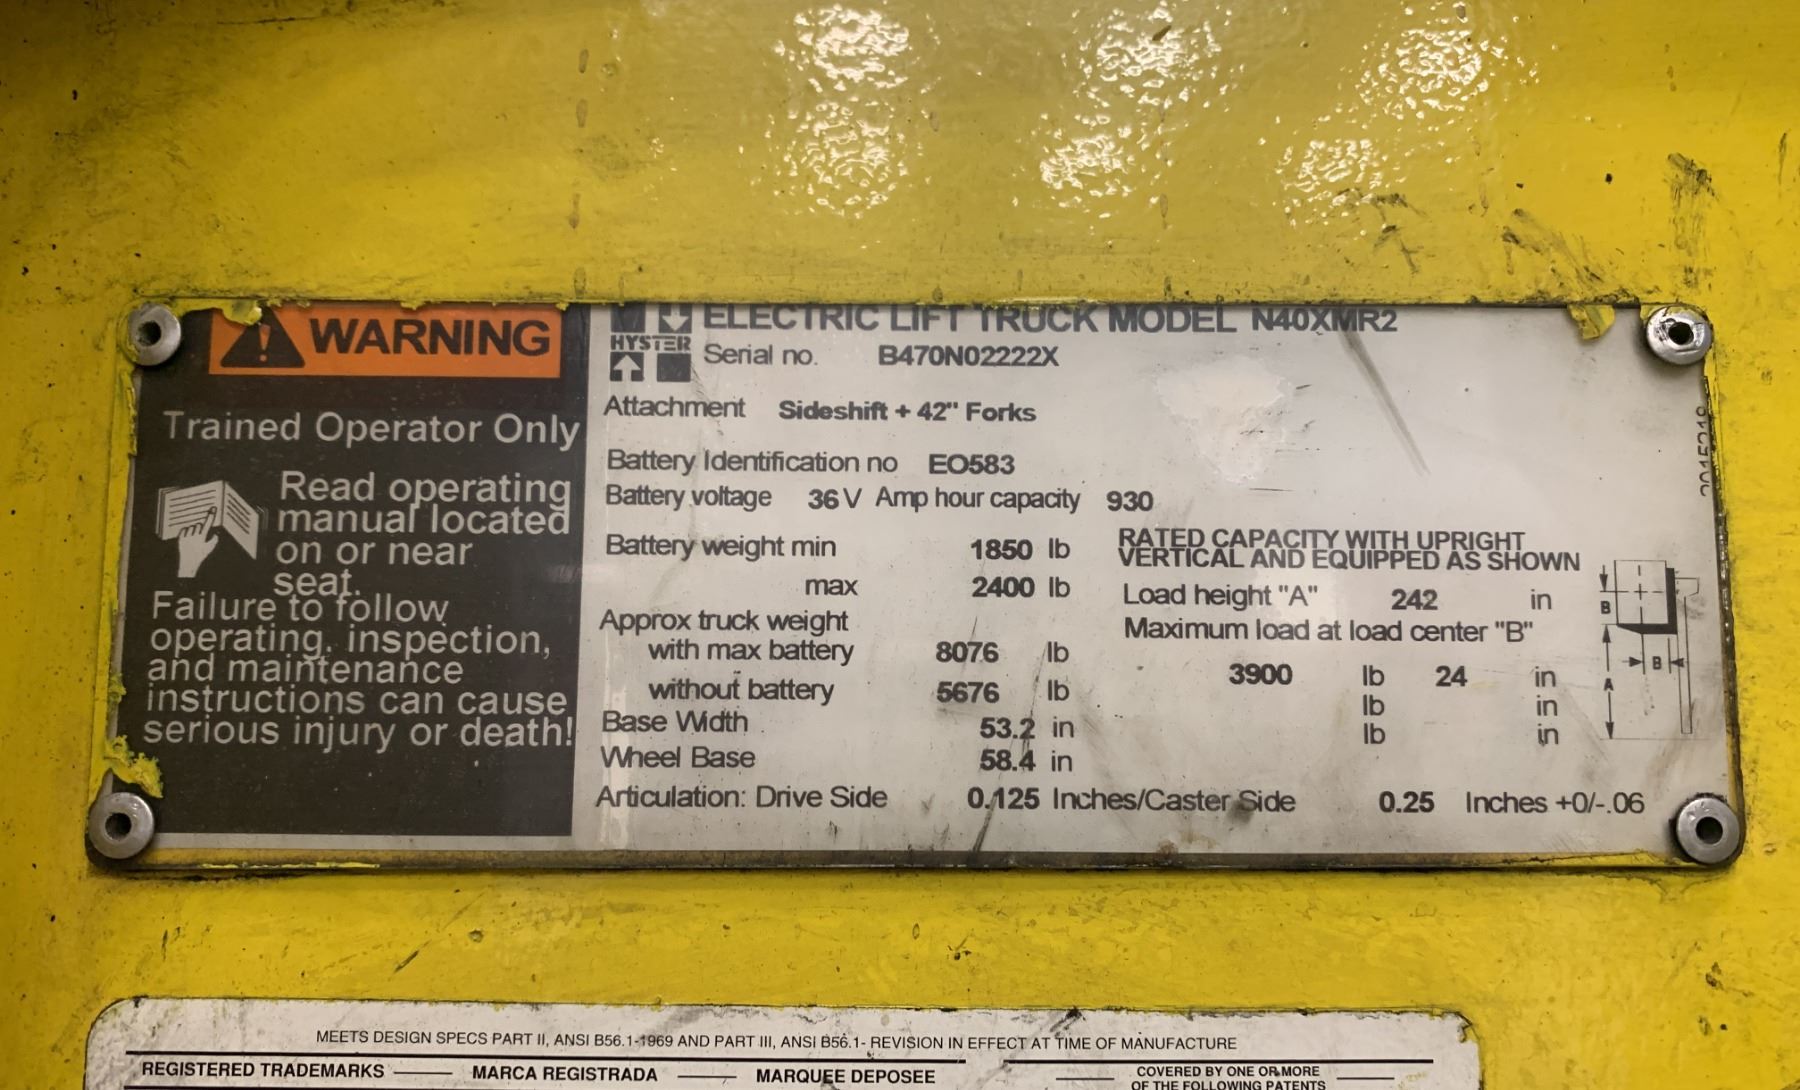 WARNING
Trained Operator Only
Read operating
manual located
on or near
seat.
Failure to follow
operating, inspection,
and maintenance
instructions can cause
serious injury or death!
HYSTER
ELECTRIC LIFT TRUCK MODEL N40XMR2
Serial no. B470N02222X
Attachment Sideshift + 42" Forks
Battery Identification no EO583
Battery voltage 36 V Amp hour capacity 930
Battery weight min 1850 lb
max 2400 lb
Approx truck weight
with max battery 8076 lb
without battery 5676 lb
Base Width 53.2 in
Wheel Base 58.4 in
Articulation: Drive Side 0.125 Inches/Caster Side 0.25 Inches +0/-.06
RATED CAPACITY WITH UPRIGHT
VERTICAL AND EQUIPPED AS SHOWN
Load height "A" 242 in
Maximum load at load center "B"
3900 lb 24 in
lb in
lb in
B
B
A
MEETS DESIGN SPECS PART II, ANSI B56.1-1969 AND PART III, ANSI B56.1- REVISION IN EFFECT AT TIME OF MANUFACTURE
REGISTERED TRADEMARKS MARCA REGISTRADA MARQUEE DEPOSEE
COVERED BY ONE OR MORE
OF THE FOLLOWING PATENTS